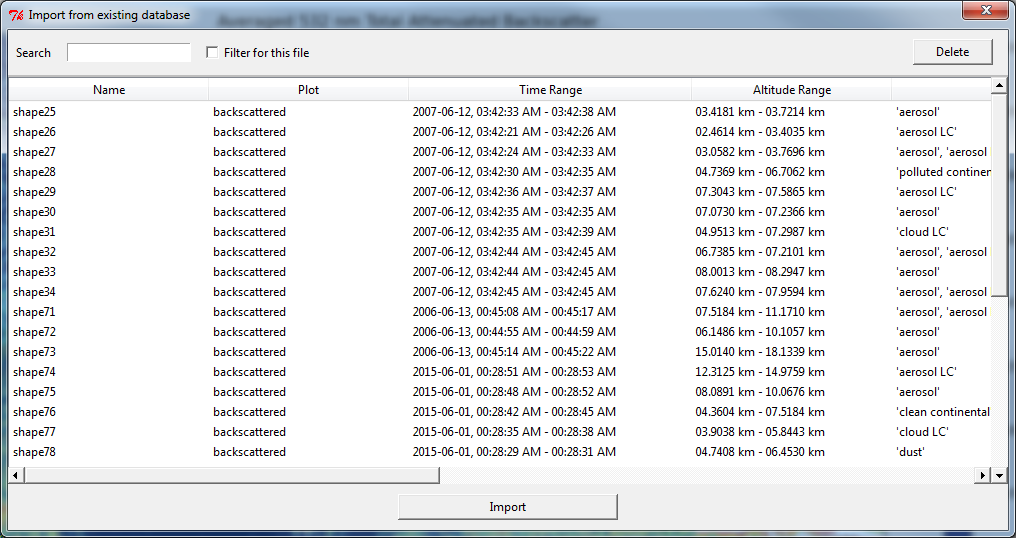 Averaged 532 nm Total Attenuated Backscatter
Import from existing database
Search Filter for this file Delete
Name Plot Time Range Altitude Range
shape25 backscattered 2007-06-12, 03:42:33 AM - 03:42:38 AM 03.4181 km - 03.7214 km 'aerosol'
shape26 backscattered 2007-06-12, 03:42:21 AM - 03:42:26 AM 02.4614 km - 03.4035 km 'aerosol LC'
shape27 backscattered 2007-06-12, 03:42:24 AM - 03:42:33 AM 03.0582 km - 03.7696 km 'aerosol', 'aerosol
shape28 backscattered 2007-06-12, 03:42:30 AM - 03:42:35 AM 04.7369 km - 06.7062 km 'polluted continen
shape29 backscattered 2007-06-12, 03:42:36 AM - 03:42:37 AM 07.3043 km - 07.5865 km 'aerosol LC'
shape30 backscattered 2007-06-12, 03:42:35 AM - 03:42:35 AM 07.0730 km - 07.2366 km 'aerosol'
shape31 backscattered 2007-06-12, 03:42:35 AM - 03:42:39 AM 04.9513 km - 07.2987 km 'cloud LC'
shape32 backscattered 2007-06-12, 03:42:44 AM - 03:42:45 AM 06.7385 km - 07.2101 km 'aerosol', 'aerosol
shape33 backscattered 2007-06-12, 03:42:44 AM - 03:42:45 AM 08.0013 km - 08.2947 km 'aerosol'
shape34 backscattered 2007-06-12, 03:42:45 AM - 03:42:45 AM 07.6240 km - 07.9594 km 'aerosol', 'aerosol
shape71 backscattered 2006-06-13, 00:45:08 AM - 00:45:17 AM 07.5184 km - 11.1710 km 'aerosol', 'aerosol
shape72 backscattered 2006-06-13, 00:44:55 AM - 00:44:59 AM 06.1486 km - 10.1057 km 'aerosol'
shape73 backscattered 2006-06-13, 00:45:14 AM - 00:45:22 AM 15.0140 km - 18.1339 km 'aerosol'
shape74 backscattered 2015-06-01, 00:28:51 AM - 00:28:53 AM 12.3125 km - 14.9759 km 'aerosol LC'
shape75 backscattered 2015-06-01, 00:28:48 AM - 00:28:52 AM 08.0891 km - 10.0676 km 'aerosol'
shape76 backscattered 2015-06-01, 00:28:42 AM - 00:28:45 AM 04.3604 km - 07.5184 km 'clean continental
shape77 backscattered 2015-06-01, 00:28:35 AM - 00:28:38 AM 03.9038 km - 05.8443 km 'cloud LC'
shape78 backscattered 2015-06-01, 00:28:29 AM - 00:28:31 AM 04.7408 km - 06.4530 km 'dust'
Import